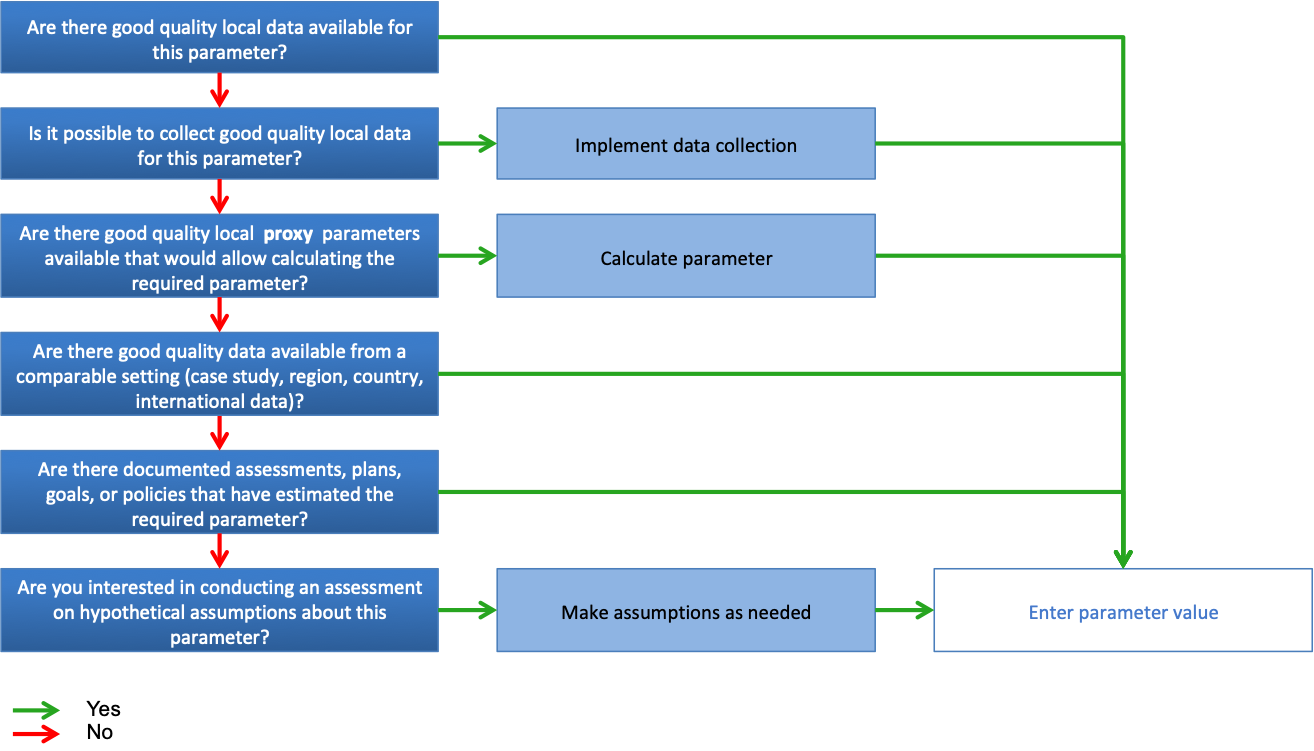 Are there good quality local data available for
this parameter?
Is it possible to collect good quality local data
for this parameter?
Implement data collection
Are there good quality local proxy parameters
available that would allow calculating the
required parameter?
Calculate parameter
Are there good quality data available from a
comparable setting (case study, region, country,
international data)?
Are there documented assessments, plans,
goals, or policies that have estimated the
required parameter?
Are you interested in conducting an assessment
on hypothetical assumptions about this
parameter?
Make assumptions as needed
Enter parameter value
Yes
No